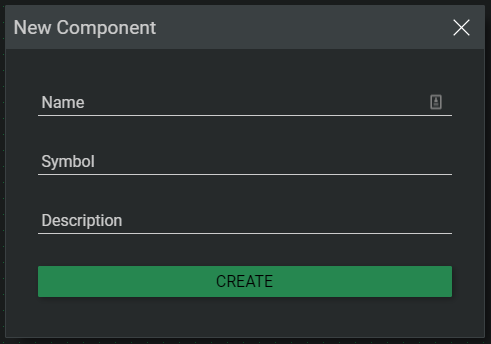 New Component
Name
Symbol
Description
CREATE